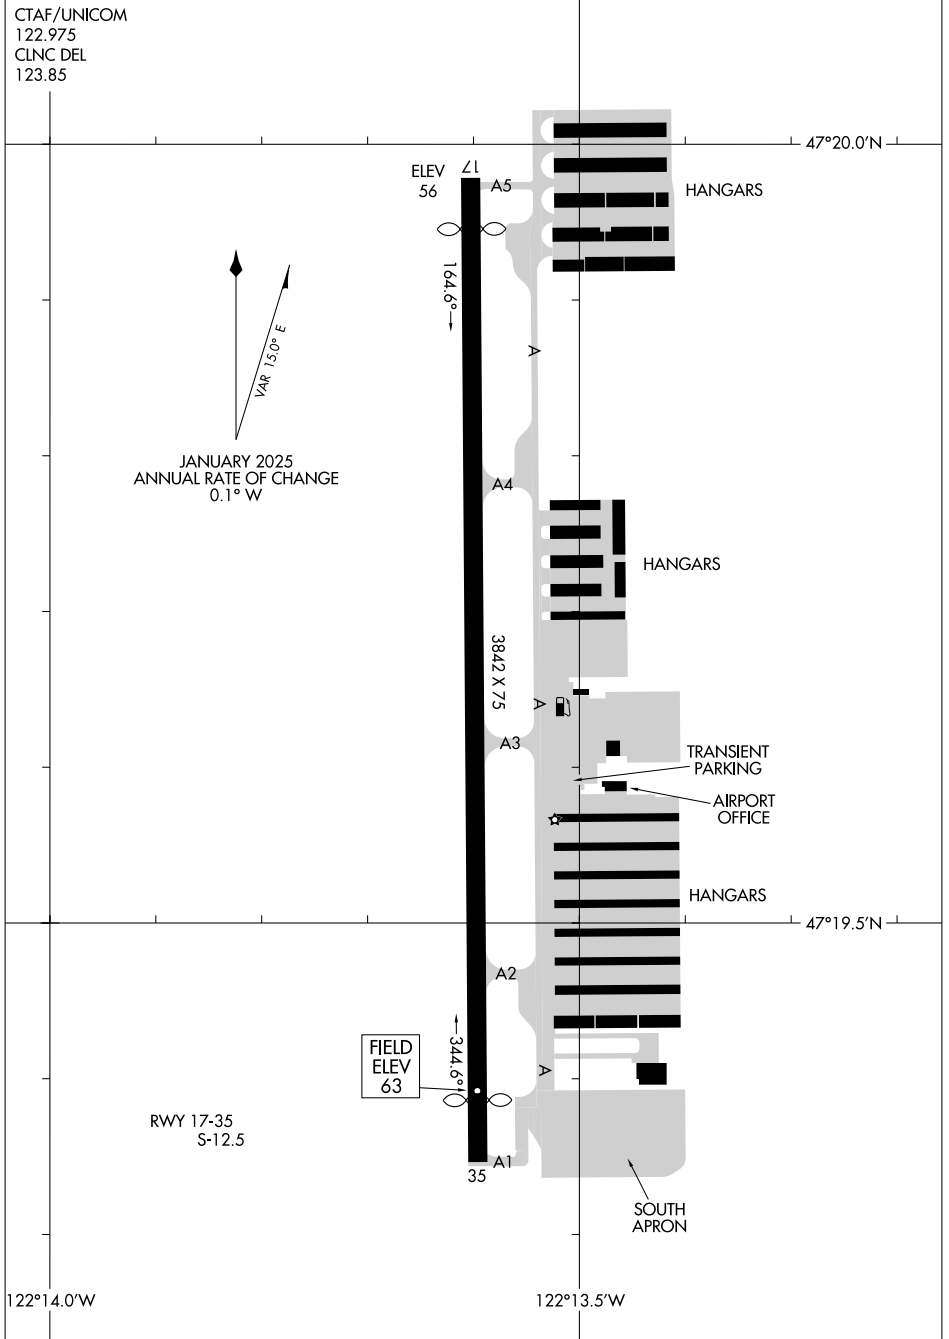 CTAF/UNICOM
122.975
CLNC DEL
123.85
47°20.0'N
ELEV
56
17
A5
HANGARS
164.6°
VAR 15.0° E
A
JANUARY 2025
ANNUAL RATE OF CHANGE
0.1° W
A4
HANGARS
3842 X 75
A
A3
TRANSIENT
PARKING
AIRPORT
OFFICE
HANGARS
47°19.5'N
A2
344.6°
FIELD
ELEV
63
A
RWY 17-35
S-12.5
A1
35
SOUTH
APRON
122°14.0'W
122°13.5'W